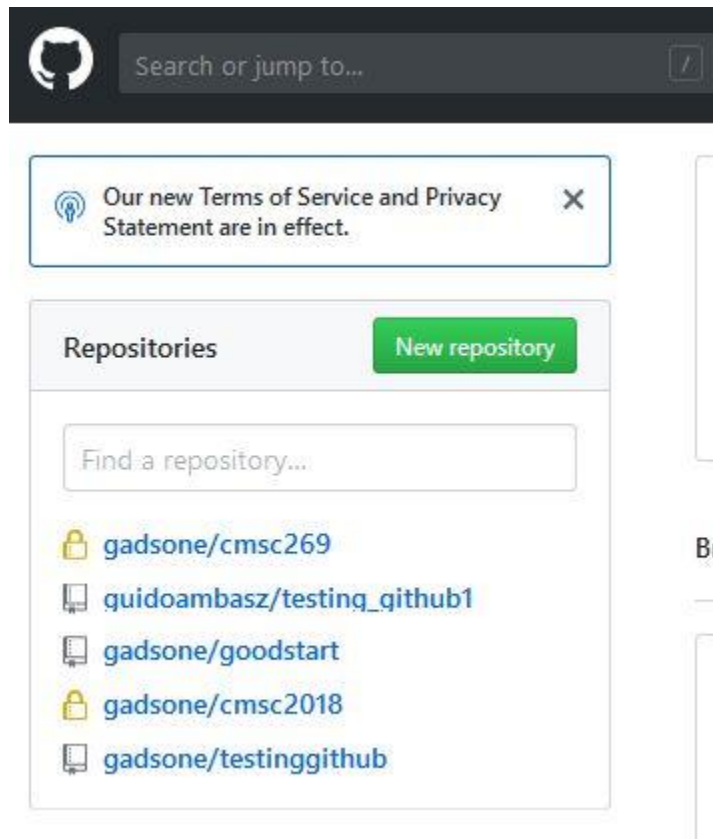 Search or jump to...
/
Our new Terms of Service and Privacy
Statement are in effect.
Repositories
New repository
Find a repository...
gadsone/cmsc269
guidoambasz/testing_github1
gadsone/goodstart
gadsone/cmsc2018
gadsone/testinggithub